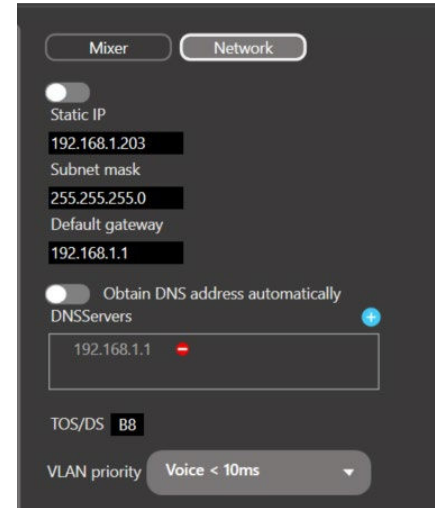 Mixer Network
Static IP
192.168.1.203
Subnet mask
255.255.255.0
Default gateway
192.168.1.1
Obtain DNS address automatically
DNSServers
192.168.1.1
TOS/DS B8
VLAN priority Voice < 10ms